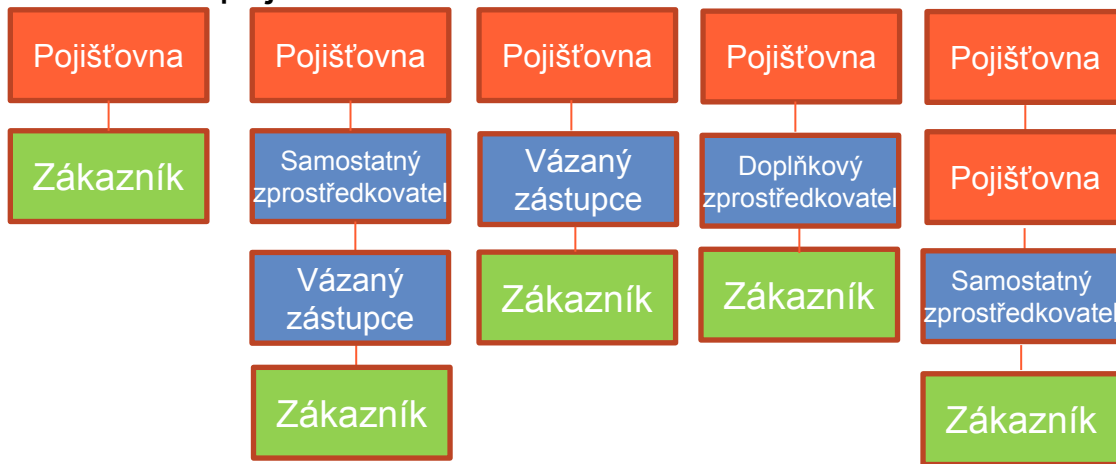 Pojišťovna
Zákazník
Pojišťovna
Samostatný
zprostředkovatel
Vázaný
zástupce
Zákazník
Pojišťovna
Vázaný
zástupce
Zákazník
Pojišťovna
Doplňkový
zprostředkovatel
Zákazník
Pojišťovna
Pojišťovna
Samostatný
zprostředkovatel
Zákazník